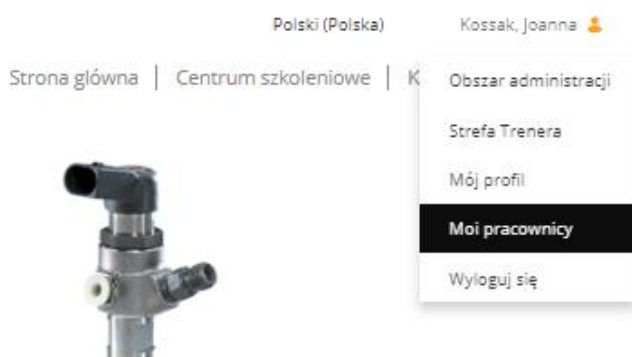 Polski (Polska) Kossak, Joanna
Strona główna | Centrum szkoleniowe | K
Obszar administracji
Strefa Trenera
Mój profil
Moi pracownicy
Wyloguj się